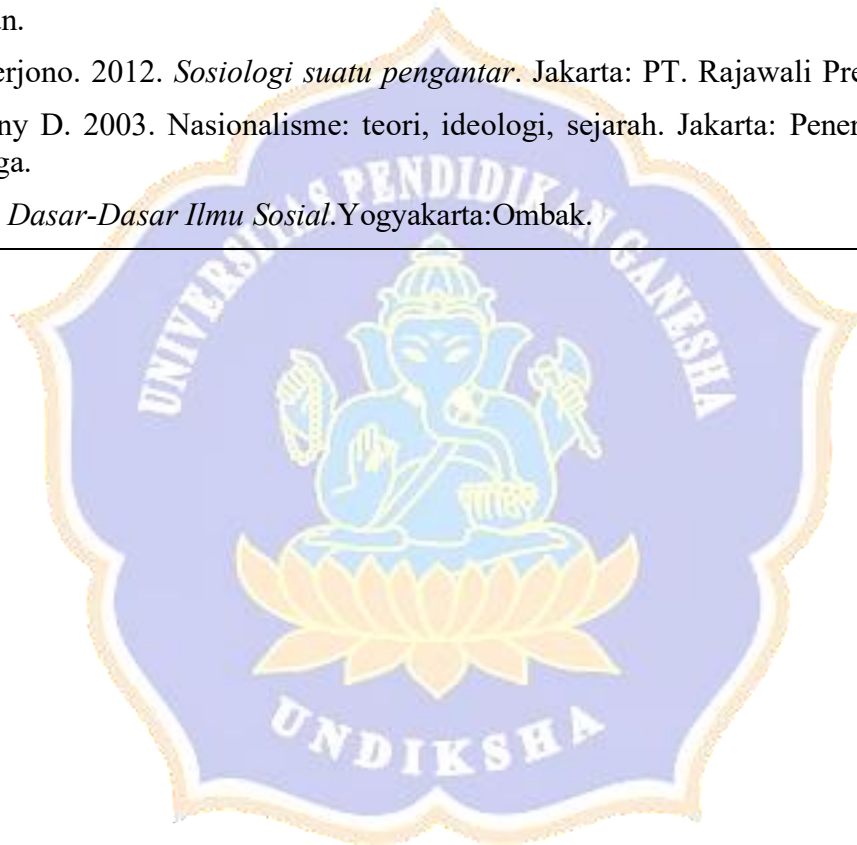 n.
erjono. 2012. Sosiologi suatu pengantar. Jakarta: PT. Rajawali Pre
ny D. 2003. Nasionalisme: teori, ideologi, sejarah. Jakarta: Pener
ga.
Dasar-Dasar Ilmu Sosial.Yogyakarta:Ombak.
UNIVERSITAS PENDIDIKAN GANESHA
UNDIKSHA